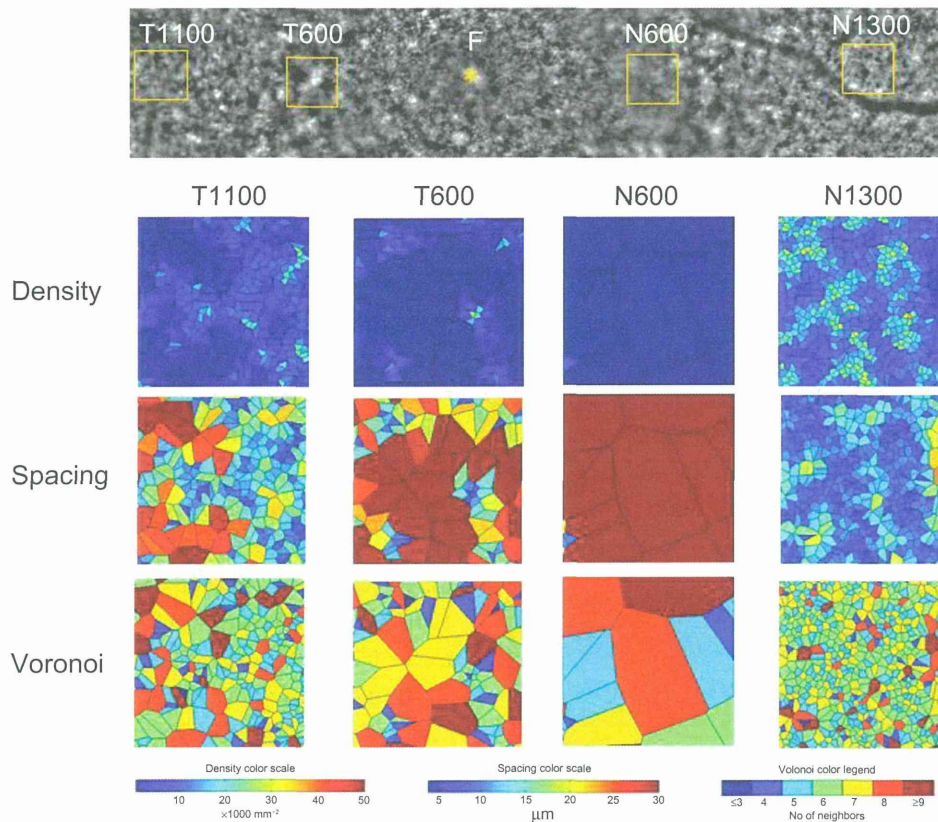 T1100 T600 F N600 N1300
T1100 T600 N600 N1300
Density
Spacing
Voronoi
Density color scale
10 20 30 40 50
×1000 mm⁻²
Spacing color scale
5 10 15 20 25 30
μm
Volonoi color legend
≤3 4 5 6 7 8 ≥9
No of neighbors